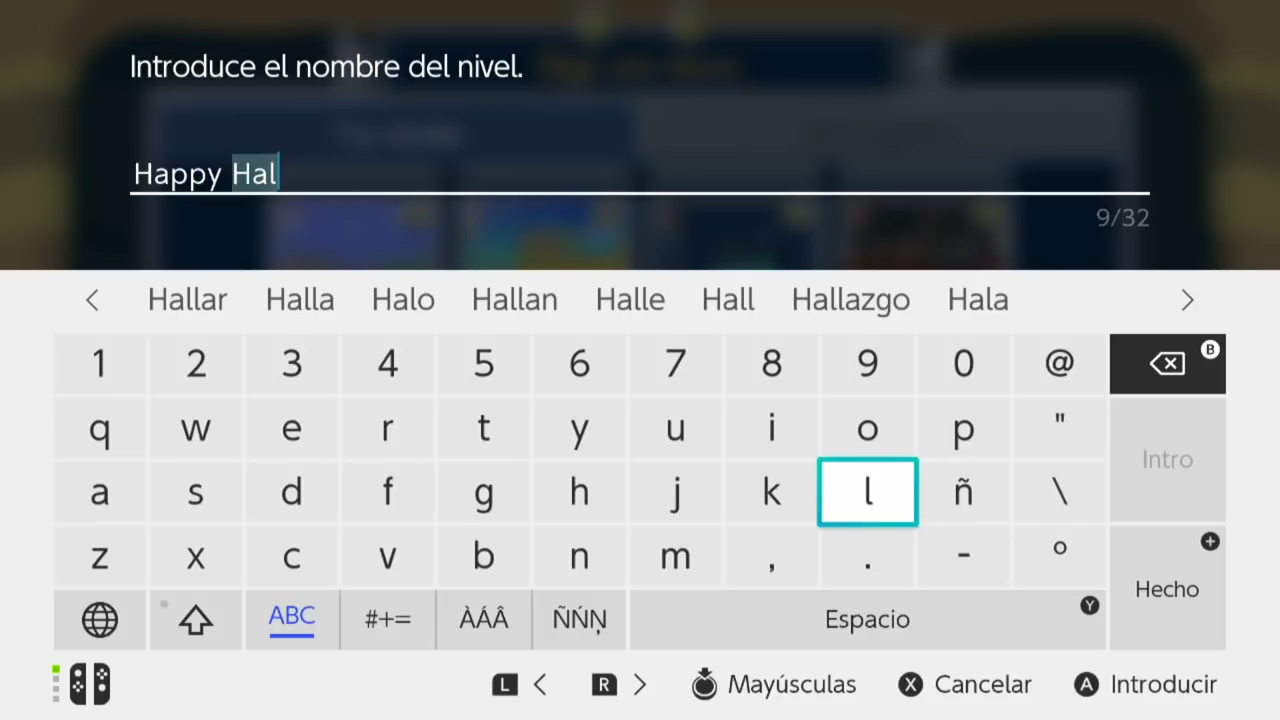 Introduce el nombre del nivel.
Happy Hal
9/32
Hallar Halla Halo Hallan Halle Hall Hallazgo Hala
1 2 3 4 5 6 7 8 9 0 @ B
q w e r t y u i o p "
Intro
a s d f g h j k l ñ \
z x c v b n m , . - º
+
Hecho
ABC #+= ÀÁÂ ÑŃŅ Espacio Y
L R Mayúsculas X Cancelar A Introducir